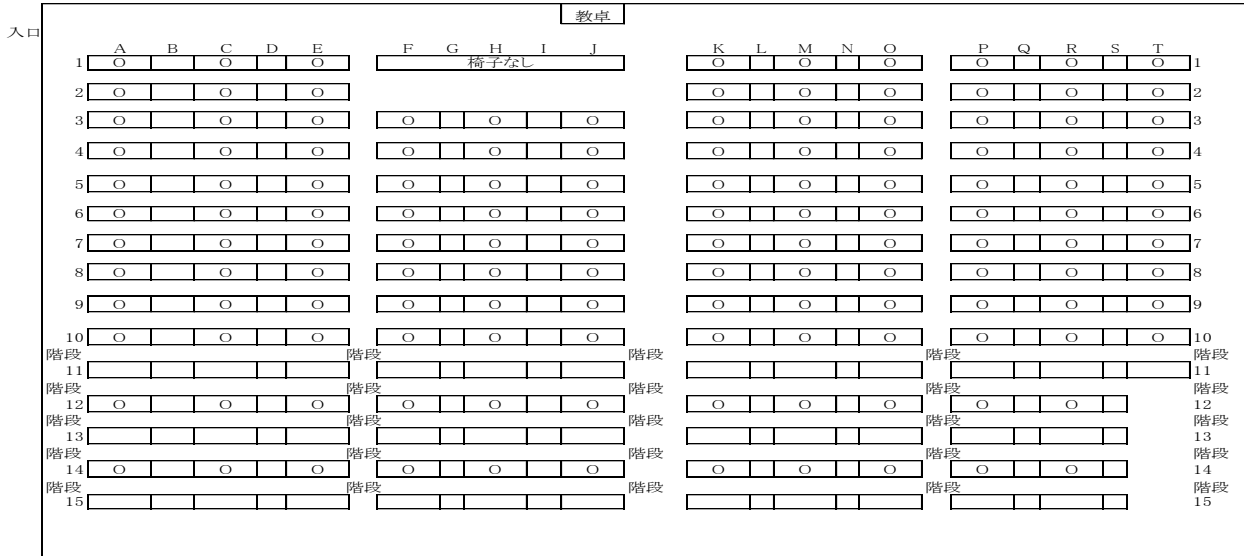 教卓
入口
A B C D E F G H I J K L M N O P Q R S T
1 O O O 椅子なし O O O O O O 1
2 O O O O O O O O O 2
3 O O O O O O O O O O O O 3
4 O O O O O O O O O O O O 4
5 O O O O O O O O O O O O 5
6 O O O O O O O O O O O O 6
7 O O O O O O O O O O O O 7
8 O O O O O O O O O O O O 8
9 O O O O O O O O O O O O 9
10 O O O O O O O O O O O O 10
階段 階段 階段 階段 階段
11 11
階段 階段 階段 階段 階段
12 O O O O O O O O O O O 12
階段 階段 階段 階段 階段
13 13
階段 階段 階段 階段 階段
14 O O O O O O O O O O O 14
階段 階段 階段 階段 階段
15 15